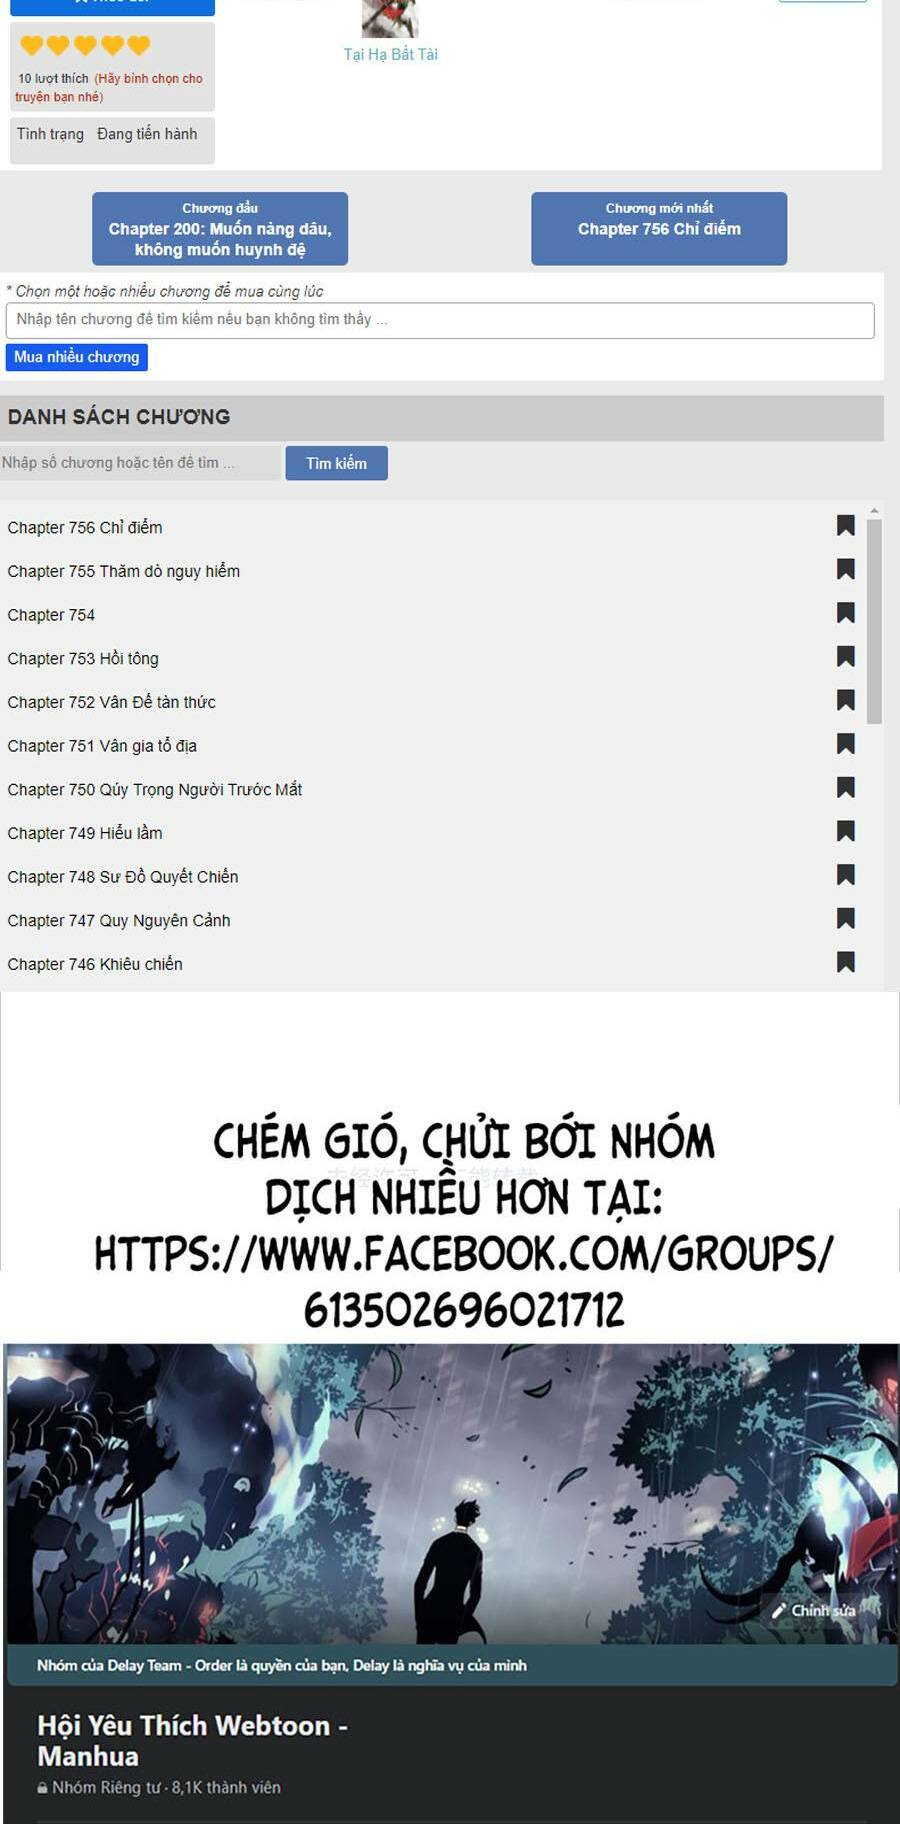 Tại Hạ Bất Tài
10 lượt thích (Hãy bình chọn cho
truyện bạn nhé)
Tình trạng Đang tiến hành
Chương đầu
Chapter 200: Muốn nàng dâu,
không muốn huynh đệ
Chương mới nhất
Chapter 756 Chỉ điểm
* Chọn một hoặc nhiều chương để mua cùng lúc
Nhập tên chương để tìm kiếm nếu bạn không tìm thấy ...
Mua nhiều chương
DANH SÁCH CHƯƠNG
Nhập số chương hoặc tên để tìm ...
Tìm kiếm
Chapter 756 Chỉ điểm
Chapter 755 Thăm dò nguy hiểm
Chapter 754
Chapter 753 Hồi tông
Chapter 752 Vân Đế tàn thức
Chapter 751 Vân gia tổ địa
Chapter 750 Qúy Trọng Người Trước Mắt
Chapter 749 Hiểu lầm
Chapter 748 Sư Đồ Quyết Chiến
Chapter 747 Quy Nguyên Cảnh
Chapter 746 Khiêu chiến
CHÉM GIÓ, CHỬI BỚI NHÓM
DỊCH NHIỀU HƠN TẠI:
HTTPS://WWW.FACEBOOK.COM/GROUPS/
613502696021712
Chỉnh sửa
Nhóm của Delay Team - Order là quyền của bạn, Delay là nghĩa vụ của mình
Hội Yêu Thích Webtoon -
Manhua
Nhóm Riêng tư · 8,1K thành viên